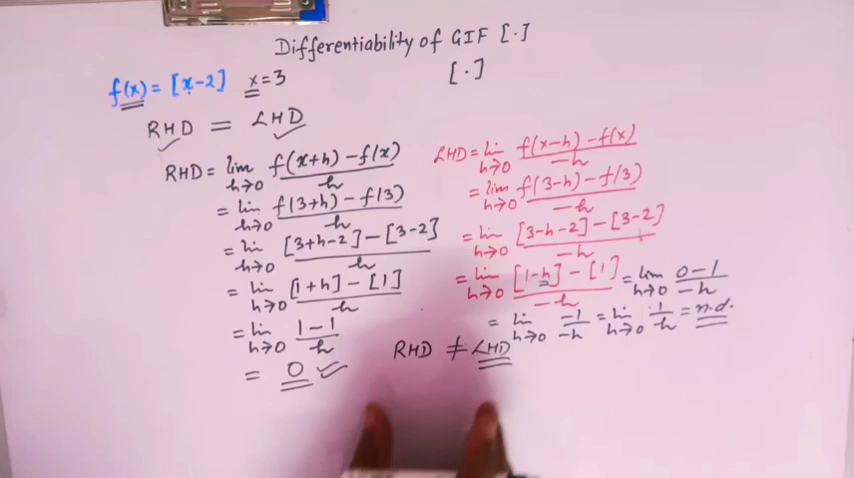 Differentiability of GIF [.]
[.]
f(x) = [x-2] x=3
RHD = LHD
RHD = lim h→0 f(x+h) - f(x) / h
= lim h→0 f(3+h) - f(3) / h
= lim h→0 [3+h-2] - [3-2] / h
= lim h→0 [1+h] - [1] / h
= lim h→0 1-1 / h
= 0
LHD = lim h→0 f(x-h) - f(x) / -h
= lim h→0 f(3-h) - f(3) / -h
= lim h→0 [3-h-2] - [3-2] / -h
= lim h→0 [1-h] - [1] / -h = lim h→0 0-1 / -h
= lim h→0 -1 / -h = lim h→0 1 / h = n.d.
RHD ≠ LHD